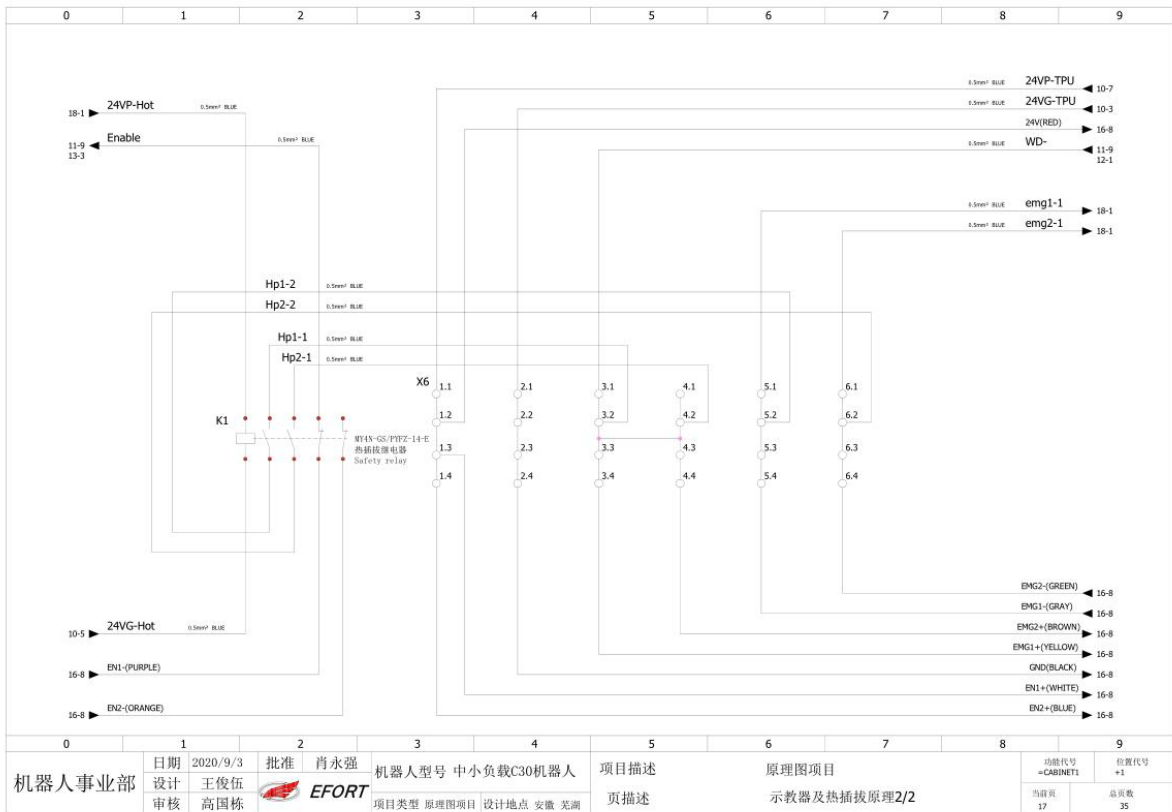 0 1 2 3 4 5 6 7 8 9
0.5mm² BLUE 24VP-TPU 10-7
18-1 24VP-Hot 0.5mm² BLUE
0.5mm² BLUE 24VG-TPU 10-3
24V(RED) 16-8
11-9 Enable 0.5mm² BLUE
13-3
0.5mm² BLUE WD- 11-9
12-1
0.5mm² BLUE emg1-1 18-1
0.5mm² BLUE emg2-1 18-1
Hp1-2 0.5mm² BLUE
Hp2-2 0.5mm² BLUE
Hp1-1 0.5mm² BLUE
Hp2-1 0.5mm² BLUE
X6 1.1 2.1 3.1 4.1 5.1 6.1
K1 1.2 2.2 3.2 4.2 5.2 6.2
MY4N-GS/PYFZ-14-E
热插拔继电器
Safety relay
1.3 2.3 3.3 4.3 5.3 6.3
1.4 2.4 3.4 4.4 5.4 6.4
EMG2-(GREEN) 16-8
EMG1-(GRAY) 16-8
10-5 24VG-Hot 0.5mm² BLUE
EMG2+(BROWN) 16-8
EMG1+(YELLOW) 16-8
16-8 EN1-(PURPLE)
GND(BLACK) 16-8
EN1+(WHITE) 16-8
16-8 EN2-(ORANGE)
EN2+(BLUE) 16-8
0 1 2 3 4 5 6 7 8 9
机器人事业部
日期 2020/9/3 批准 肖永强
设计 王俊伍
审核 高国栋
EFORT
机器人型号 中小负载C30机器人
项目类型 原理图项目 设计地点 安徽 芜湖
项目描述 原理图项目
页描述 示教器及热插拔原理2/2
功能代号 位置代号
=CABINET1 +1
当前页 总页数
17 35